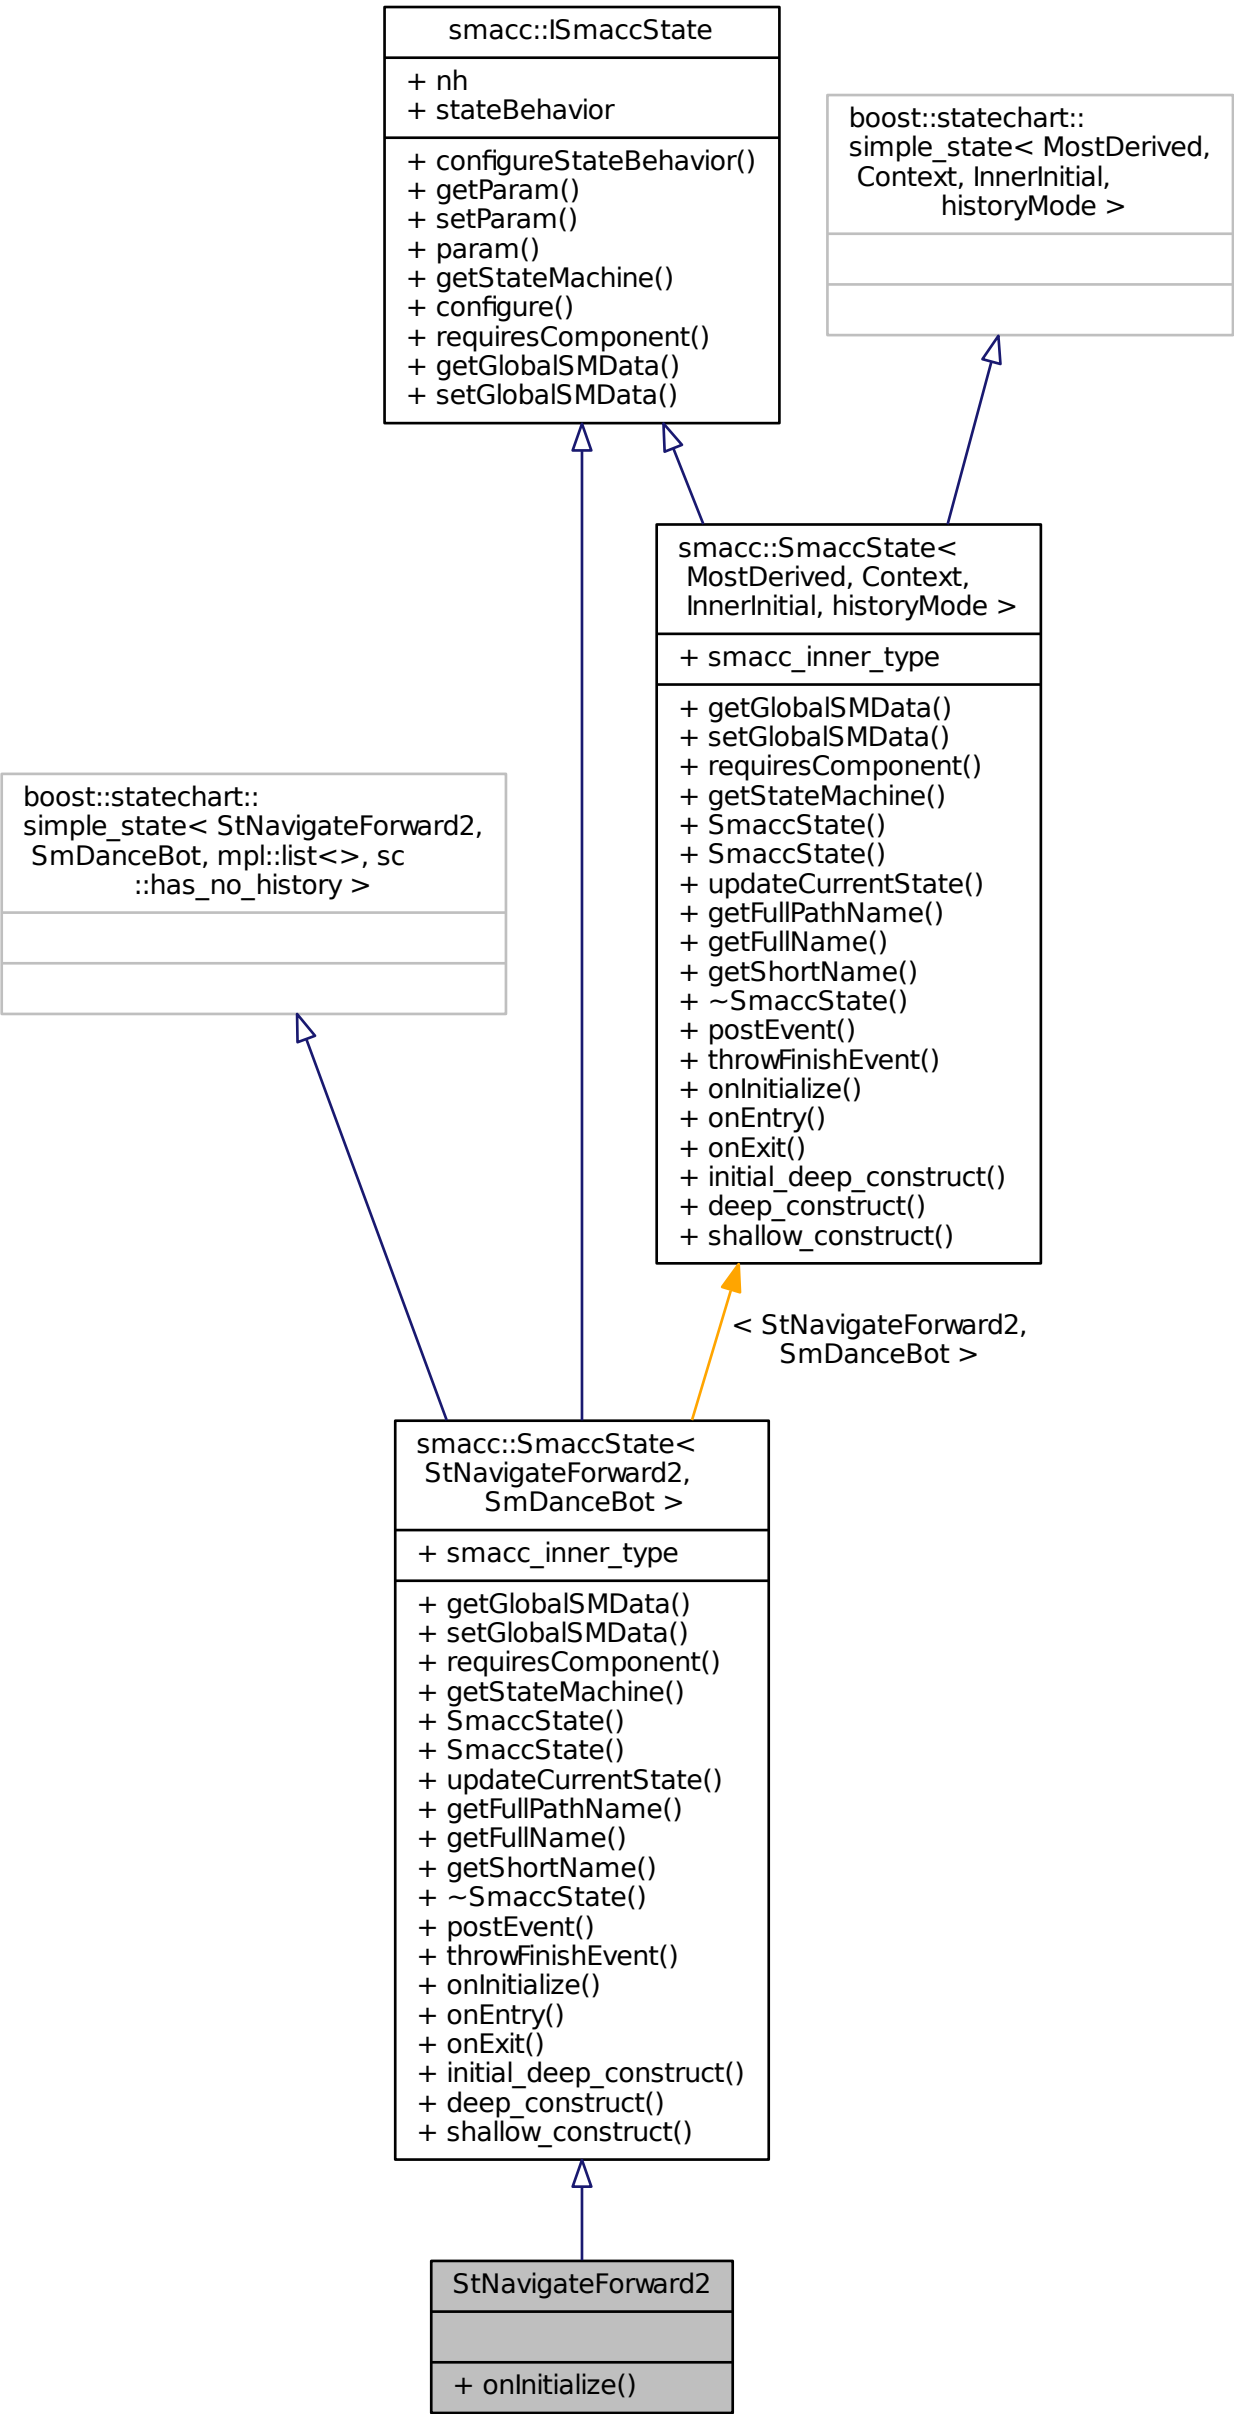 smacc::ISmaccState
+ nh
+ stateBehavior
+ configureStateBehavior()
+ getParam()
+ setParam()
+ param()
+ getStateMachine()
+ configure()
+ requiresComponent()
+ getGlobalSMData()
+ setGlobalSMData()
boost::statechart::
simple_state< MostDerived,
Context, InnerInitial,
historyMode >
smacc::SmaccState<
MostDerived, Context,
InnerInitial, historyMode >
+ smacc_inner_type
+ getGlobalSMData()
+ setGlobalSMData()
+ requiresComponent()
+ getStateMachine()
+ SmaccState()
+ SmaccState()
+ updateCurrentState()
+ getFullPathName()
+ getFullName()
+ getShortName()
+ ~SmaccState()
+ postEvent()
+ throwFinishEvent()
+ onInitialize()
+ onEntry()
+ onExit()
+ initial_deep_construct()
+ deep_construct()
+ shallow_construct()
boost::statechart::
simple_state< StNavigateForward2,
SmDanceBot, mpl::list<>, sc
::has_no_history >
< StNavigateForward2,
SmDanceBot >
smacc::SmaccState<
StNavigateForward2,
SmDanceBot >
+ smacc_inner_type
+ getGlobalSMData()
+ setGlobalSMData()
+ requiresComponent()
+ getStateMachine()
+ SmaccState()
+ SmaccState()
+ updateCurrentState()
+ getFullPathName()
+ getFullName()
+ getShortName()
+ ~SmaccState()
+ postEvent()
+ throwFinishEvent()
+ onInitialize()
+ onEntry()
+ onExit()
+ initial_deep_construct()
+ deep_construct()
+ shallow_construct()
StNavigateForward2
+ onInitialize()